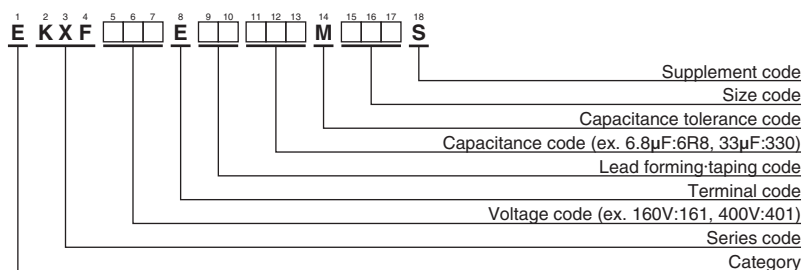 1 2 3 4 5 6 7 8 9 10 11 12 13 14 15 16 17 18
E KXF □□□ E □□ □□□ M □□□ S
Supplement code
Size code
Capacitance tolerance code
Capacitance code (ex. 6.8µF:6R8, 33µF:330)
Lead forming·taping code
Terminal code
Voltage code (ex. 160V:161, 400V:401)
Series code
Category